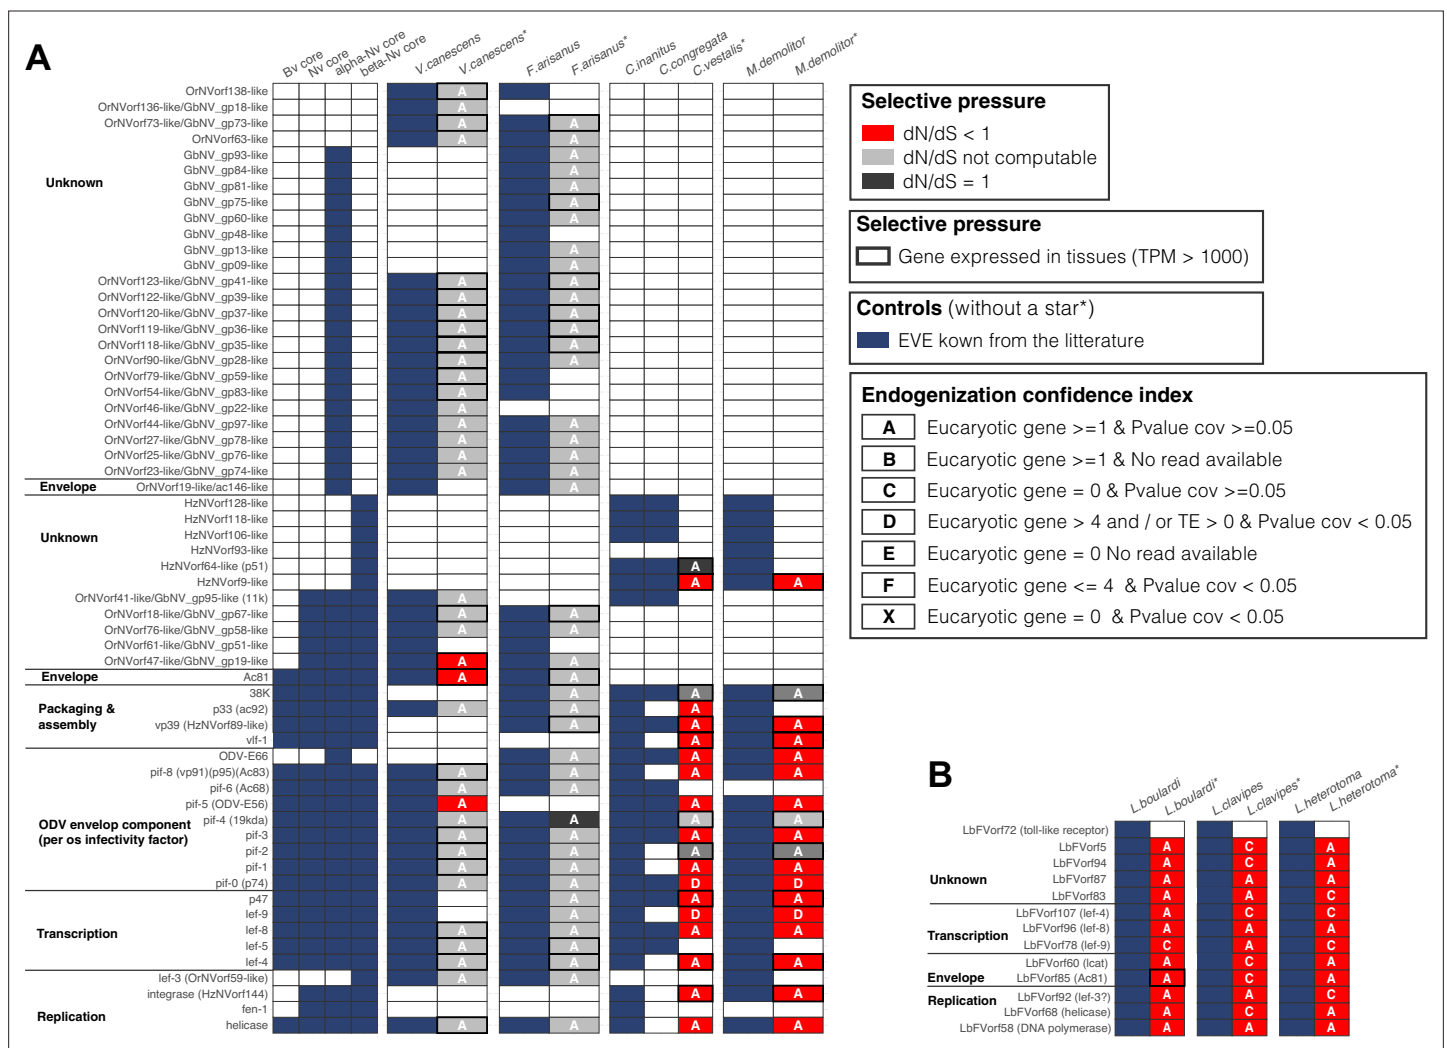 A
Bv core
Nv core
alpha-Nv core
beta-Nv core
V.canescens
V.canescens*
F.arisanus
F.arisanus*
C.inanitus
C.congregata
C.vestalis*
M.demolitor
M.demolitor*
OrNVorf138-like A
OrNVorf136-like/GbNV_gp18-like A
OrNVorf73-like/GbNV_gp73-like A A
OrNVorf63-like A A
GbNV_gp93-like A
GbNV_gp84-like A
Unknown
GbNV_gp81-like A
GbNV_gp75-like A
GbNV_gp60-like A
GbNV_gp48-like
GbNV_gp13-like A
GbNV_gp09-like A
OrNVorf123-like/GbNV_gp41-like A A
OrNVorf122-like/GbNV_gp39-like A A
OrNVorf120-like/GbNV_gp37-like A A
OrNVorf119-like/GbNV_gp36-like A A
OrNVorf118-like/GbNV_gp35-like A A
OrNVorf90-like/GbNV_gp28-like A A
OrNVorf79-like/GbNV_gp59-like A
OrNVorf54-like/GbNV_gp83-like A
OrNVorf46-like/GbNV_gp22-like A
OrNVorf44-like/GbNV_gp97-like A A
OrNVorf27-like/GbNV_gp78-like A A
OrNVorf25-like/GbNV_gp76-like A A
OrNVorf23-like/GbNV_gp74-like A A
Envelope OrNVorf19-like/ac146-like A
HzNVorf128-like
HzNVorf118-like
Unknown
HzNVorf106-like
HzNVorf93-like
HzNVorf64-like (p51) A
HzNVorf9-like A A
OrNVorf41-like/GbNV_gp95-like (11k) A
OrNVorf18-like/GbNV_gp67-like A A
OrNVorf76-like/GbNV_gp58-like A A
OrNVorf61-like/GbNV_gp51-like
OrNVorf47-like/GbNV_gp19-like A A
Envelope Ac81 A A
38K A A A
Packaging &
assembly
p33 (ac92) A A A
vp39 (HzNVorf89-like) A A A
vlf-1 A A
ODV-E66 A A A
pif-8 (vp91)(p95)(Ac83) A A A A
pif-6 (Ac68) A A
pif-5 (ODV-E56) A A A
ODV envelop component
(per os infectivity factor)
pif-4 (19kda) A A A A
pif-3 A A A A
pif-2 A A A A
pif-1 A A A A
pif-0 (p74) A A D D
p47 A A A
lef-9 A D D
Transcription
lef-8 A A A A
lef-5 A A
lef-4 A A A A
lef-3 (OrNVorf59-like) A A
integrase (HzNVorf144) A A
Replication
fen-1
helicase A A A A
Selective pressure
dN/dS < 1
dN/dS not computable
dN/dS = 1
Selective pressure
Gene expressed in tissues (TPM > 1000)
Controls (without a star*)
EVE kown from the litterature
Endogenization confidence index
A Eucaryotic gene >=1 & Pvalue cov >=0.05
B Eucaryotic gene >=1 & No read available
C Eucaryotic gene = 0 & Pvalue cov >=0.05
D Eucaryotic gene > 4 and / or TE > 0 & Pvalue cov < 0.05
E Eucaryotic gene = 0 No read available
F Eucaryotic gene <= 4 & Pvalue cov < 0.05
X Eucaryotic gene = 0 & Pvalue cov < 0.05
B
L.boulardi
L.boulardi*
L.clavipes
L.clavipes*
L.heterotoma
L.heterotoma*
LbFVorf72 (toll-like receptor)
LbFVorf5 A C A
LbFVorf94 A C A
Unknown
LbFVorf87 A A A
LbFVorf83 A A C
LbFVorf107 (lef-4) A C C
Transcription
LbFVorf96 (lef-8) A A A
LbFVorf78 (lef-9) C A C
LbFVorf60 (lcat) A C A
Envelope LbFVorf85 (Ac81) A C A
Replication LbFVorf92 (lef-3?) A A C
LbFVorf68 (helicase) A C A
LbFVorf58 (DNA polymerase) A A A